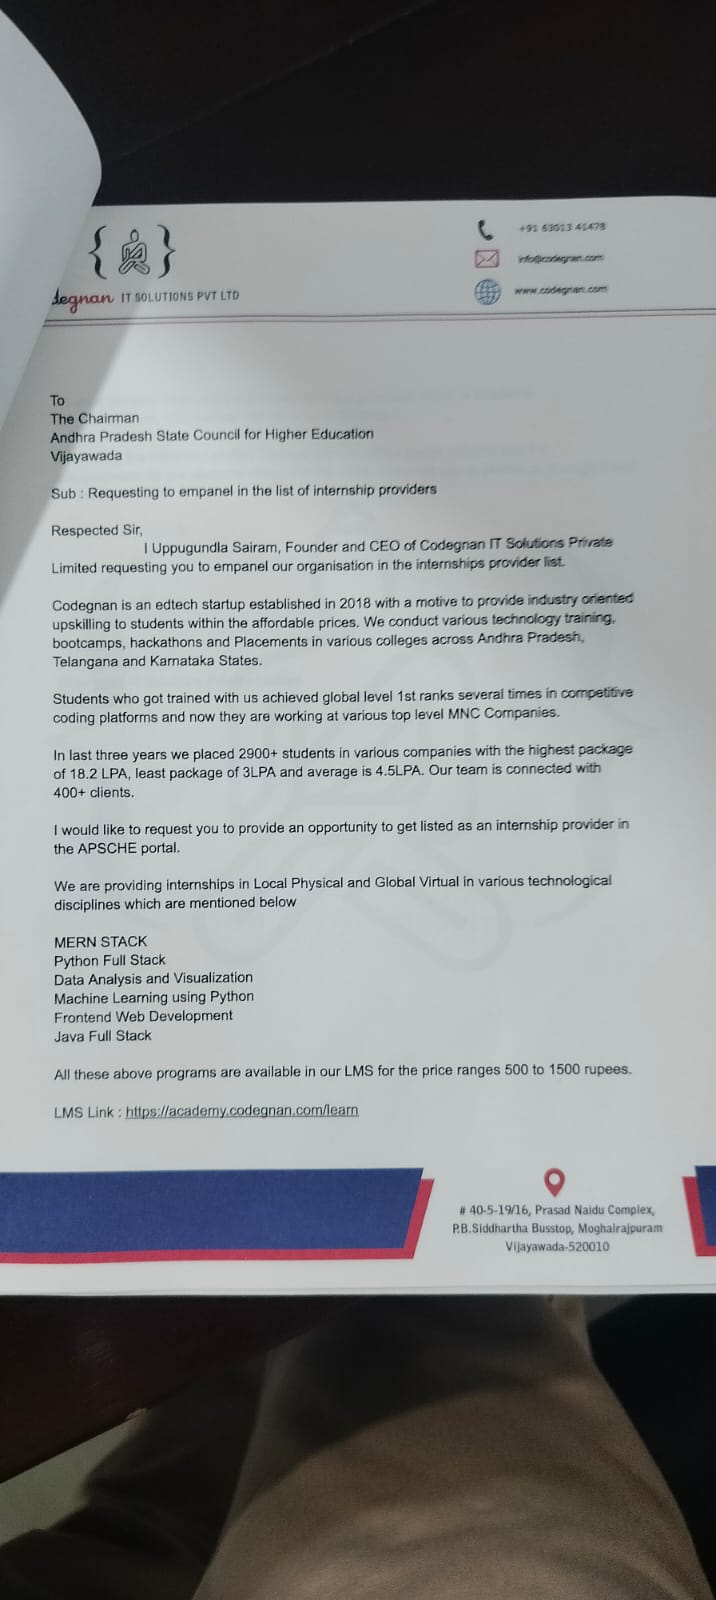 +91 63013 41478
info@codegnan.com
www.codegnan.com
degnan IT SOLUTIONS PVT LTD
To
The Chairman
Andhra Pradesh State Council for Higher Education
Vijayawada
Sub : Requesting to empanel in the list of internship providers
Respected Sir,
I Uppugundla Sairam, Founder and CEO of Codegnan IT Solutions Private
Limited requesting you to empanel our organisation in the internships provider list.
Codegnan is an edtech startup established in 2018 with a motive to provide industry oriented
upskilling to students within the affordable prices. We conduct various technology training,
bootcamps, hackathons and Placements in various colleges across Andhra Pradesh,
Telangana and Karnataka States.
Students who got trained with us achieved global level 1st ranks several times in competitive
coding platforms and now they are working at various top level MNC Companies.
In last three years we placed 2900+ students in various companies with the highest package
of 18.2 LPA, least package of 3LPA and average is 4.5LPA. Our team is connected with
400+ clients.
I would like to request you to provide an opportunity to get listed as an internship provider in
the APSCHE portal.
We are providing internships in Local Physical and Global Virtual in various technological
disciplines which are mentioned below
MERN STACK
Python Full Stack
Data Analysis and Visualization
Machine Learning using Python
Frontend Web Development
Java Full Stack
All these above programs are available in our LMS for the price ranges 500 to 1500 rupees.
LMS Link : https://academy.codegnan.com/learn
# 40-5-19/16, Prasad Naidu Complex,
P.B.Siddhartha Busstop, Moghalrajpuram
Vijayawada-520010